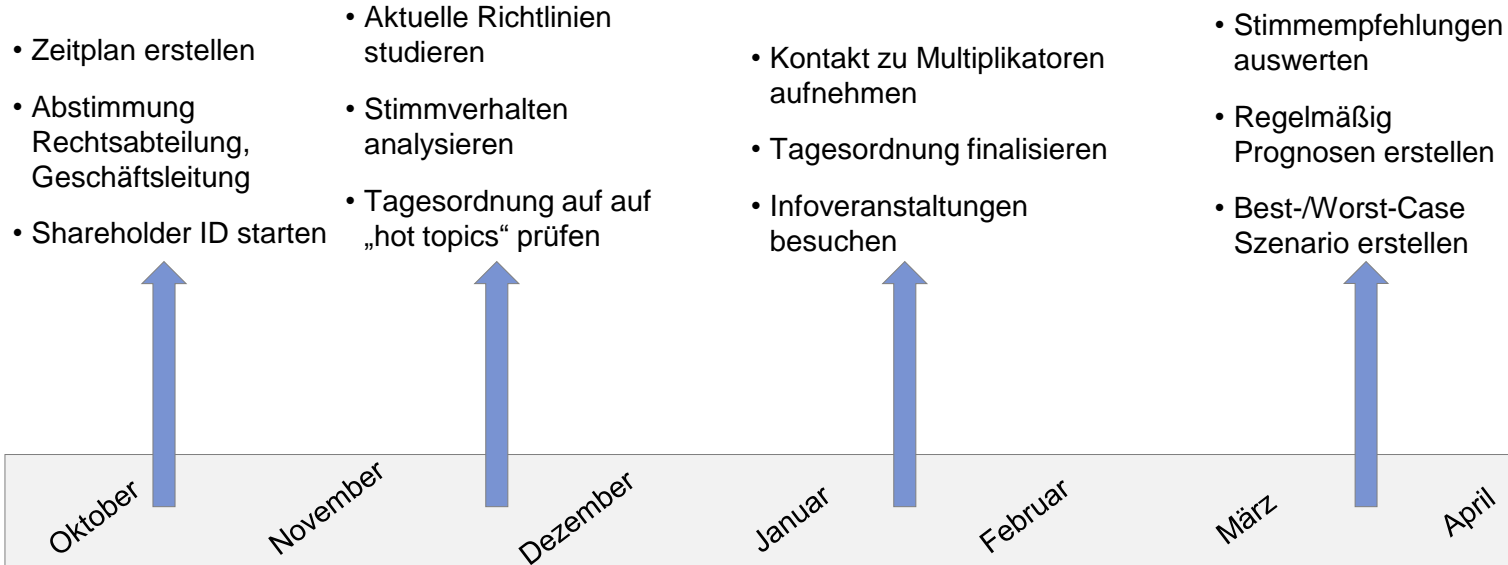 • Zeitplan erstellen
• Abstimmung
Rechtsabteilung,
Geschäftsleitung
• Shareholder ID starten
• Aktuelle Richtlinien
studieren
• Stimmverhalten
analysieren
• Tagesordnung auf auf
„hot topics“ prüfen
• Kontakt zu Multiplikatoren
aufnehmen
• Tagesordnung finalisieren
• Infoveranstaltungen
besuchen
• Stimmempfehlungen
auswerten
• Regelmäßig
Prognosen erstellen
• Best-/Worst-Case
Szenario erstellen
Oktober
November
Dezember
Januar
Februar
März
April